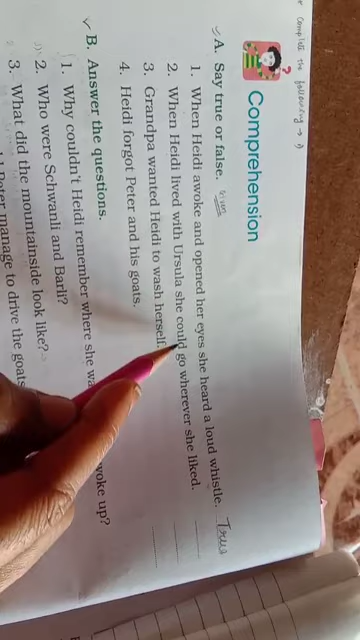 Complete the following →
Comprehension
A. Say true or false.
1. When Heidi awoke and opened her eyes she heard a loud whistle. True
2. When Heidi lived with Ursula she could go wherever she liked.
3. Grandpa wanted Heidi to wash herself.
4. Heidi forgot Peter and his goats.
B. Answer the questions.
1. Why couldn't Heidi remember where she wa woke up?
2. Who were Schwanli and Barli?
3. What did the mountainside look like?
Peter manage to drive the goats